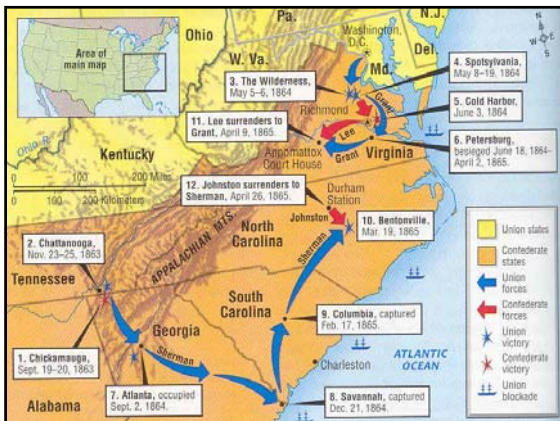 Pa.
N.J.
Ohio
Washington, D.C.
Area of
main map
W. Va.
Md.
Del.
N
S
E
W
3. The Wilderness,
May 5–6, 1864
4. Spotsylvania,
May 8–19, 1864
Grant
Richmond
5. Cold Harbor,
June 3, 1864
11. Lee surrenders to
Grant, April 9, 1865.
Lee
Ohio R.
Kentucky
Appomattox
Court House
Grant
Virginia
6. Petersburg,
besieged June 18, 1864–
April 2, 1865.
0 100 200 Miles
0 100 200 Kilometers
12. Johnston surrenders to
Sherman, April 26, 1865.
Durham
Station
Johnston
10. Bentonville,
Mar. 19, 1865
APPALACHIAN MTS.
North
Carolina
Sherman
2. Chattanooga,
Nov. 23–25, 1863
Tennessee
Union states
Confederate
states
Union
forces
Confederate
forces
Union
victory
Confederate
victory
Union
blockade
South
Carolina
9. Columbia, captured
Feb. 17, 1865.
Georgia
Sherman
1. Chickamauga,
Sept. 19–20, 1863
Charleston
ATLANTIC
OCEAN
7. Atlanta, occupied
Sept. 2, 1864.
8. Savannah, captured
Dec. 21, 1864.
Alabama